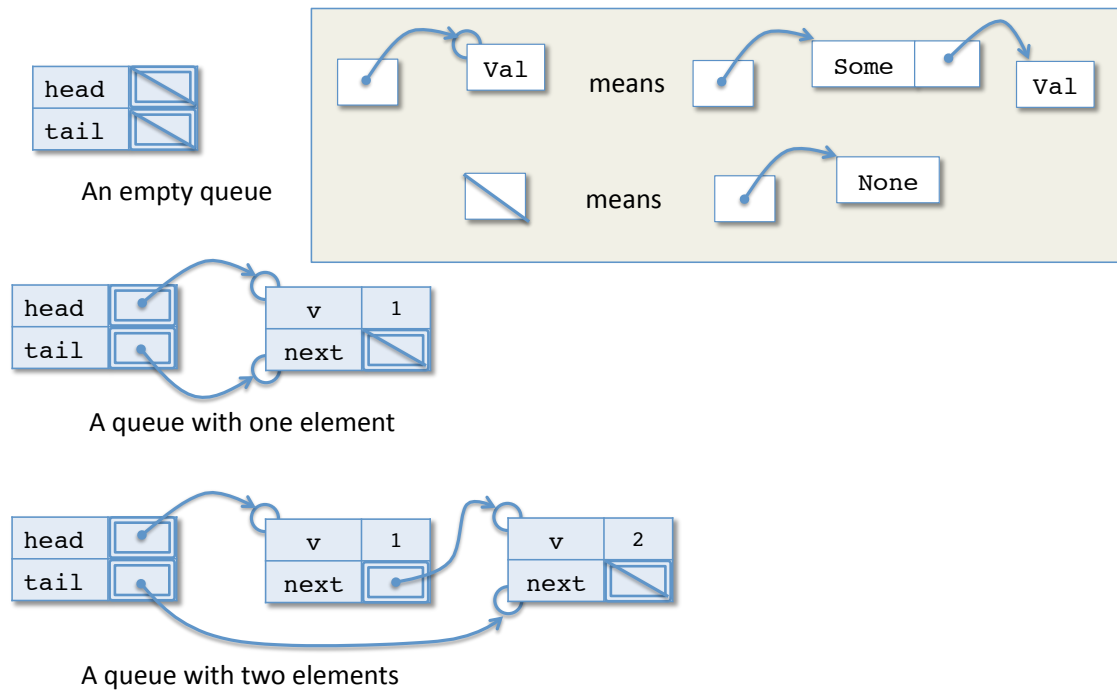 head
tail
An empty queue
Val means Some Val
means None
head
tail
v 1
next
A queue with one element
head
tail
v 1
next
v 2
next
A queue with two elements